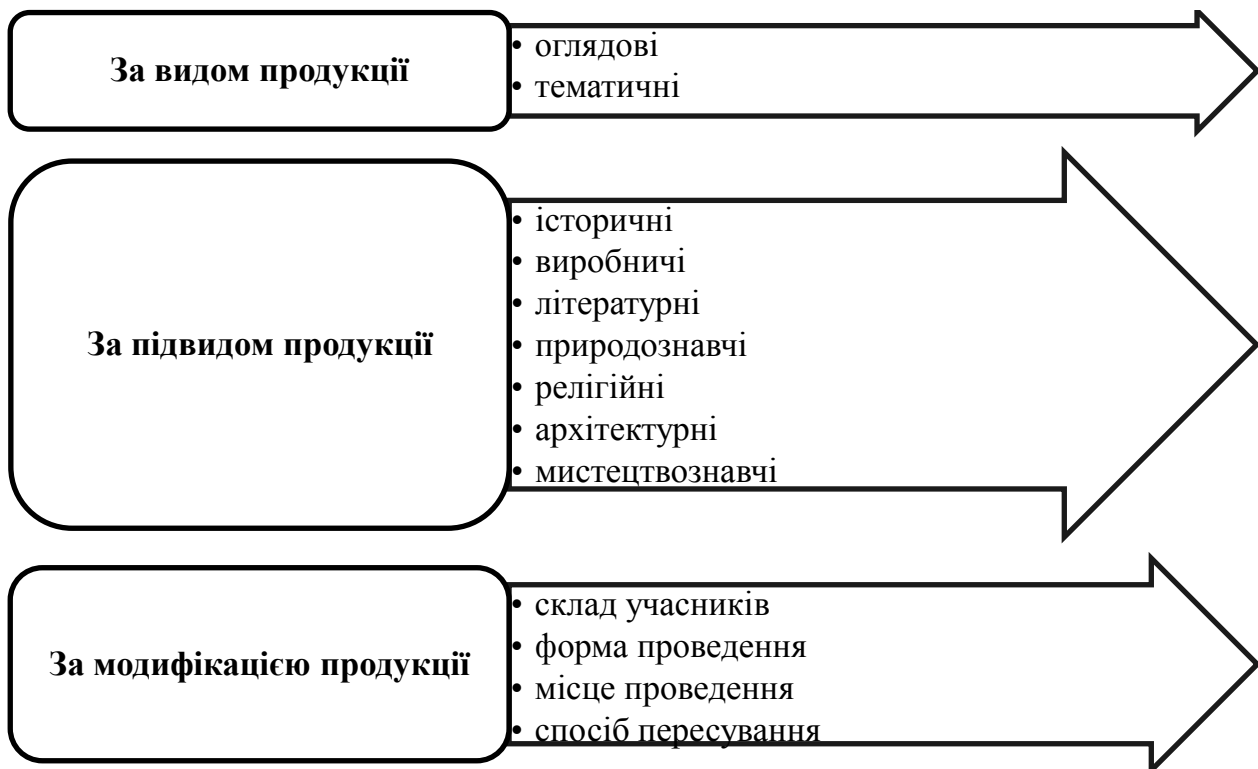 За видом продукції
• оглядові
• тематичні
За підвидом продукції
• історичні
• виробничі
• літературні
• природознавчі
• релігійні
• архітектурні
• мистецтвознавчі
За модифікацією продукції
• склад учасників
• форма проведення
• місце проведення
• спосіб пересування